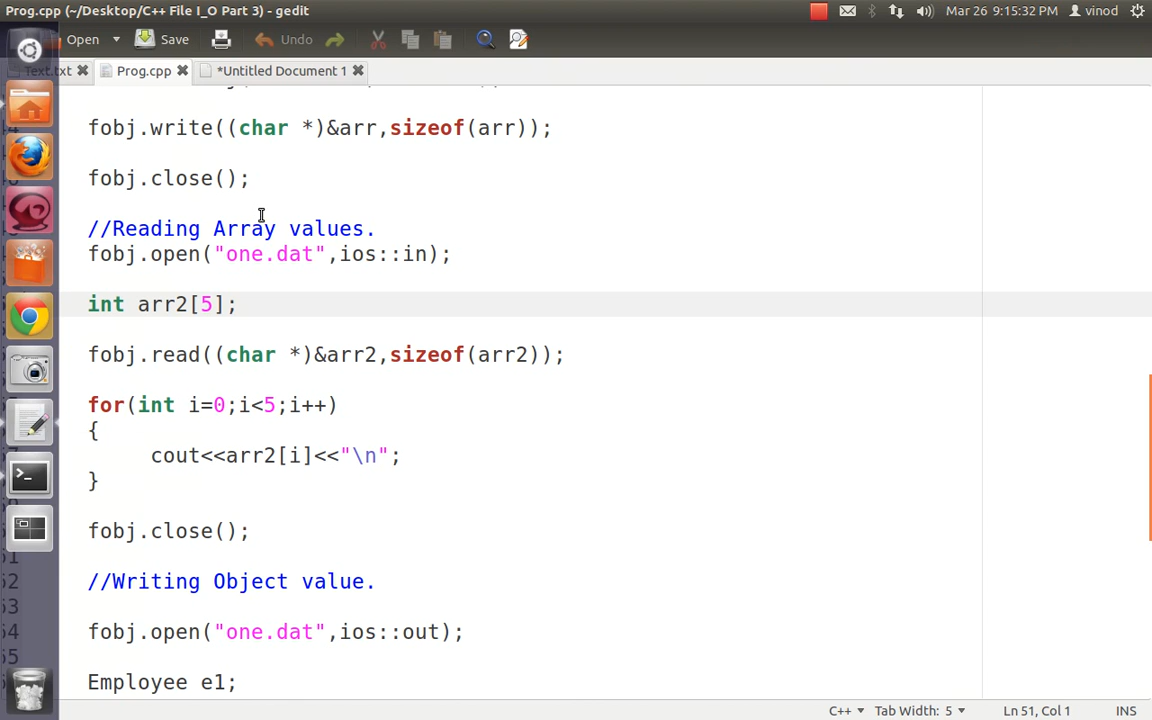 Prog.cpp (~/Desktop/C++ File I_O Part 3) - gedit
Mar 26 9:15:32 PM vinod
Open Save Undo
Text.txt Prog.cpp *Untitled Document 1
fobj.write((char *)&arr,sizeof(arr));
fobj.close();
//Reading Array values.
fobj.open("one.dat",ios::in);
int arr2[5];
fobj.read((char *)&arr2,sizeof(arr2));
for(int i=0;i<5;i++)
{
cout<<arr2[i]<<"\n";
}
fobj.close();
//Writing Object value.
fobj.open("one.dat",ios::out);
Employee e1;
C++ Tab Width: 5 Ln 51, Col 1 INS